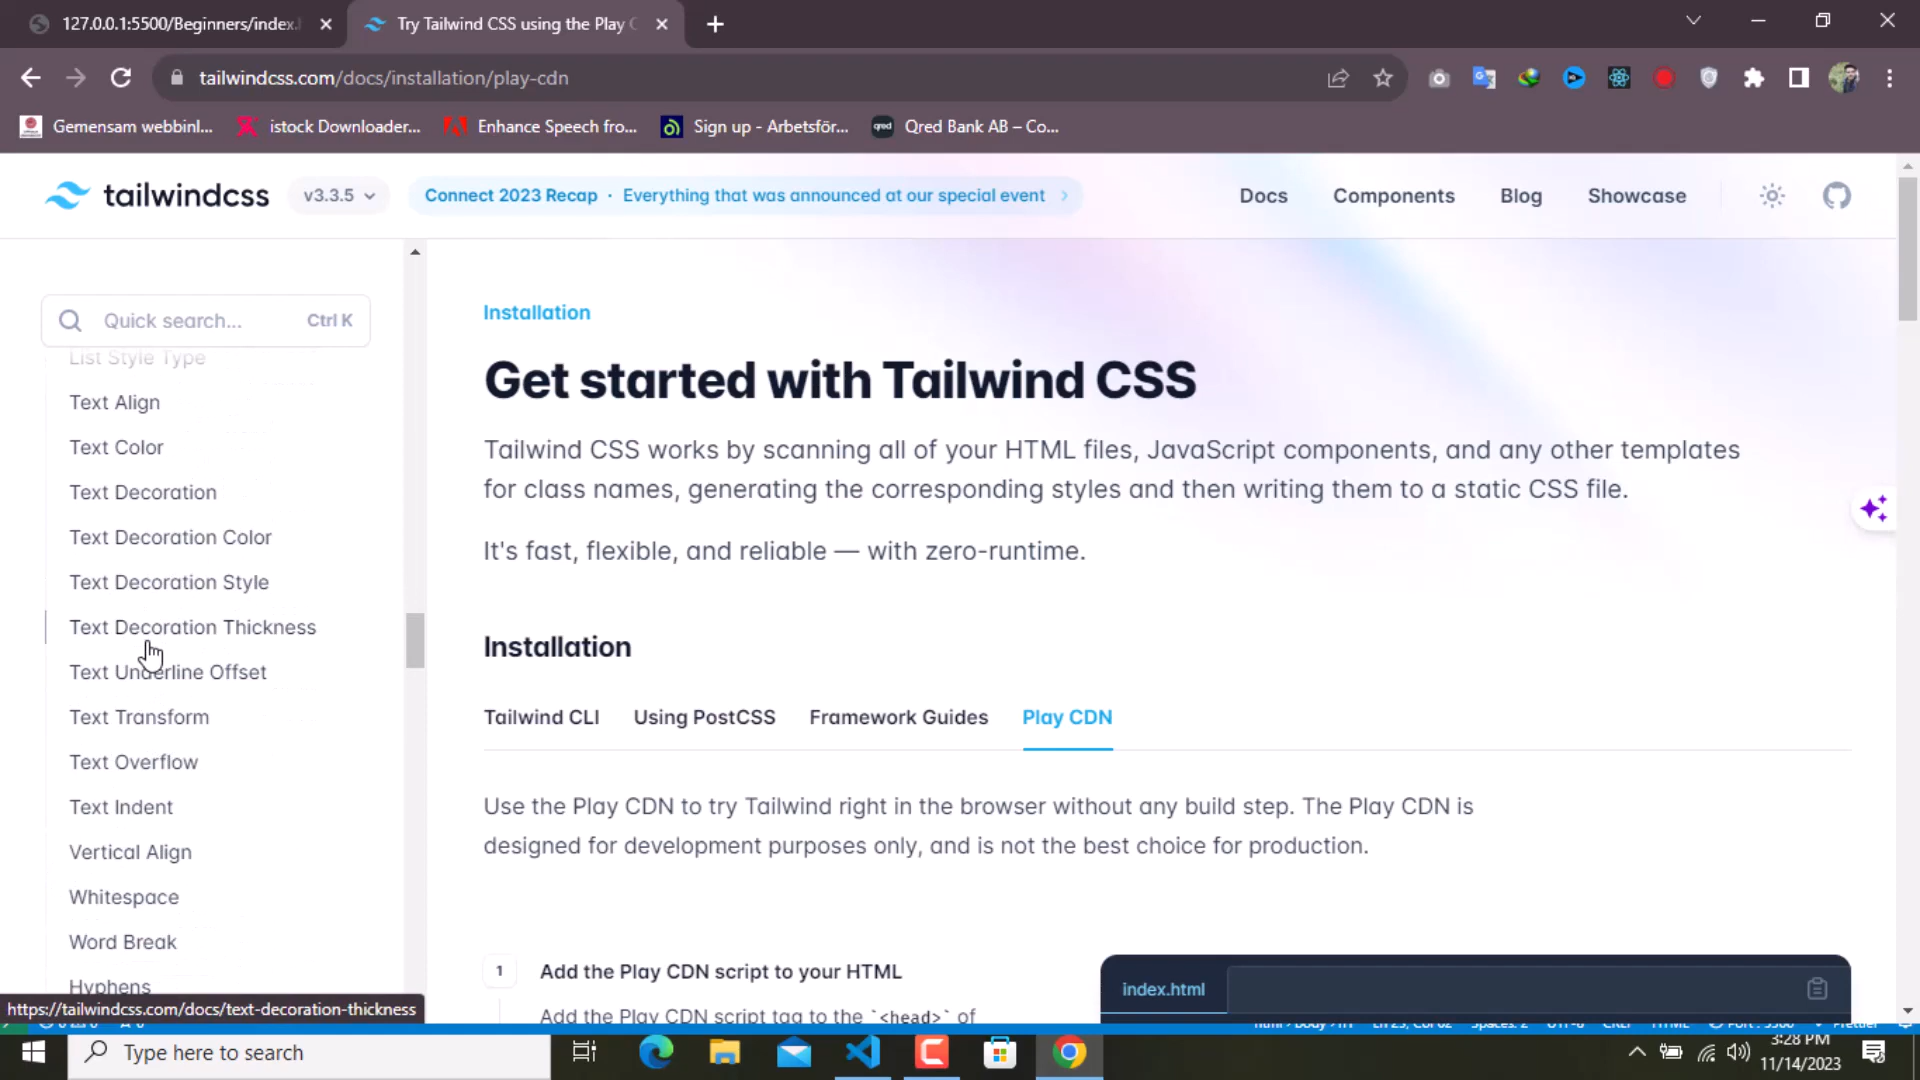 127.0.0.1:5500/Beginners/index.
Try Tailwind CSS using the Play C
tailwindcss.com/docs/installation/play-cdn
Gemensam webbinl...
istock Downloader...
Enhance Speech fro...
Sign up - Arbetsför...
qred
Qred Bank AB – Co...
tailwindcss
v3.3.5
Connect 2023 Recap · Everything that was announced at our special event
Docs
Components
Blog
Showcase
Quick search...
Ctrl K
List Style Type
Text Align
Text Color
Text Decoration
Text Decoration Color
Text Decoration Style
Text Decoration Thickness
Text Underline Offset
Text Transform
Text Overflow
Text Indent
Vertical Align
Whitespace
Word Break
Hyphens
Installation
Get started with Tailwind CSS
Tailwind CSS works by scanning all of your HTML files, JavaScript components, and any other templates
for class names, generating the corresponding styles and then writing them to a static CSS file.
It's fast, flexible, and reliable — with zero-runtime.
Installation
Tailwind CLI
Using PostCSS
Framework Guides
Play CDN
Use the Play CDN to try Tailwind right in the browser without any build step. The Play CDN is
designed for development purposes only, and is not the best choice for production.
1
Add the Play CDN script to your HTML
Add the Play CDN script tag to the `<head>` of
index.html
https://tailwindcss.com/docs/text-decoration-thickness
Type here to search
3:28 PM
11/14/2023